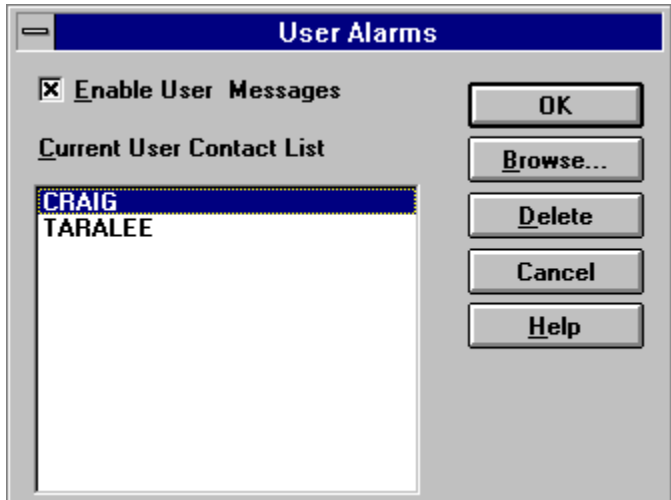 User Alarms
Enable User Messages
Current User Contact List
CRAIG
TARALEE
OK
Browse...
Delete
Cancel
Help